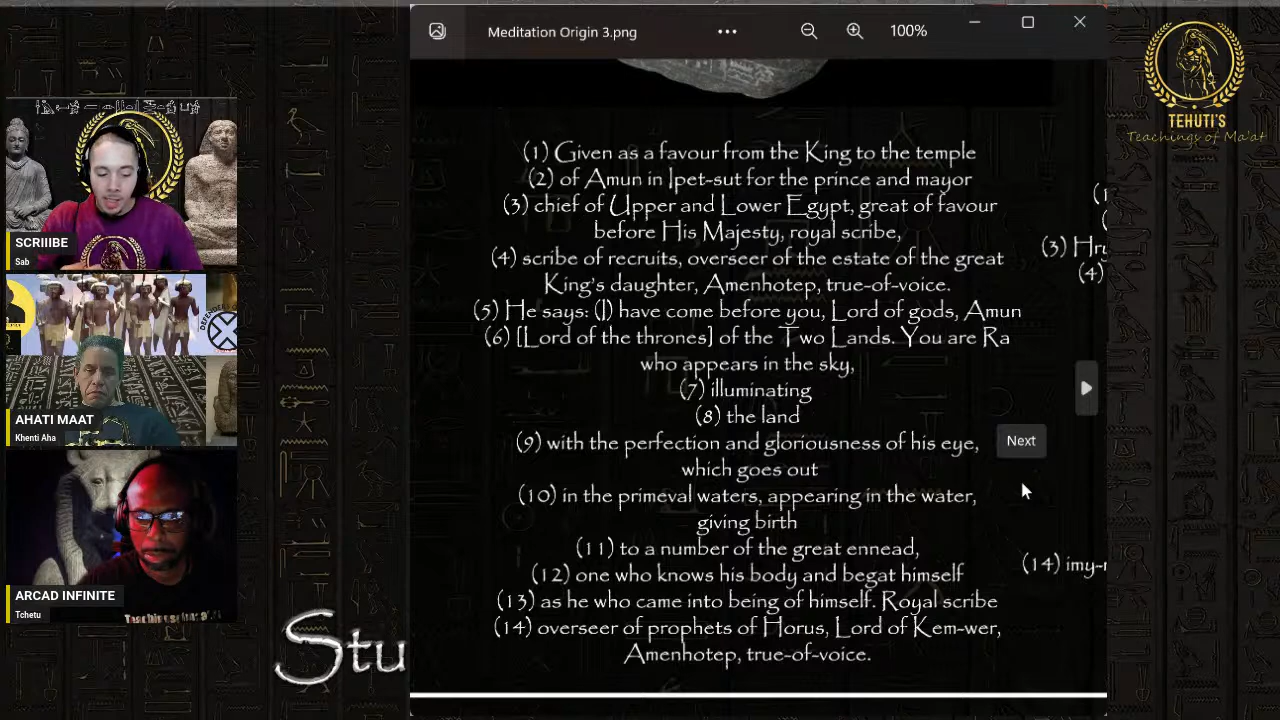 Meditation Origin 3.png
100%
TEHUTI'S
Teachings of Ma'at
(1) Given as a favour from the King to the temple
(2) of Amun in Ipet-sut for the prince and mayor
(3) chief of Upper and Lower Egypt, great of favour
before His Majesty, royal scribe,
(4) scribe of recruits, overseer of the estate of the great
King's daughter, Amenhotep, true-of-voice.
(5) He says: (I) have come before you, Lord of gods, Amun
(6) [Lord of the thrones] of the Two Lands. You are Ra
who appears in the sky,
(7) illuminating
(8) the land
(9) with the perfection and gloriousness of his eye,
which goes out
(10) in the primeval waters, appearing in the water,
giving birth
(11) to a number of the great ennead,
(12) one who knows his body and begat himself
(13) as he who came into being of himself. Royal scribe
(14) overseer of prophets of Horus, Lord of Kem-wer,
Amenhotep, true-of-voice.
(3) Hr
(4)
(14) imy-r
Next
SCRIIIBE
Sab
AHATI MAAT
Khenti Aha
ARCAD INFINITE
Tchetu
Stu